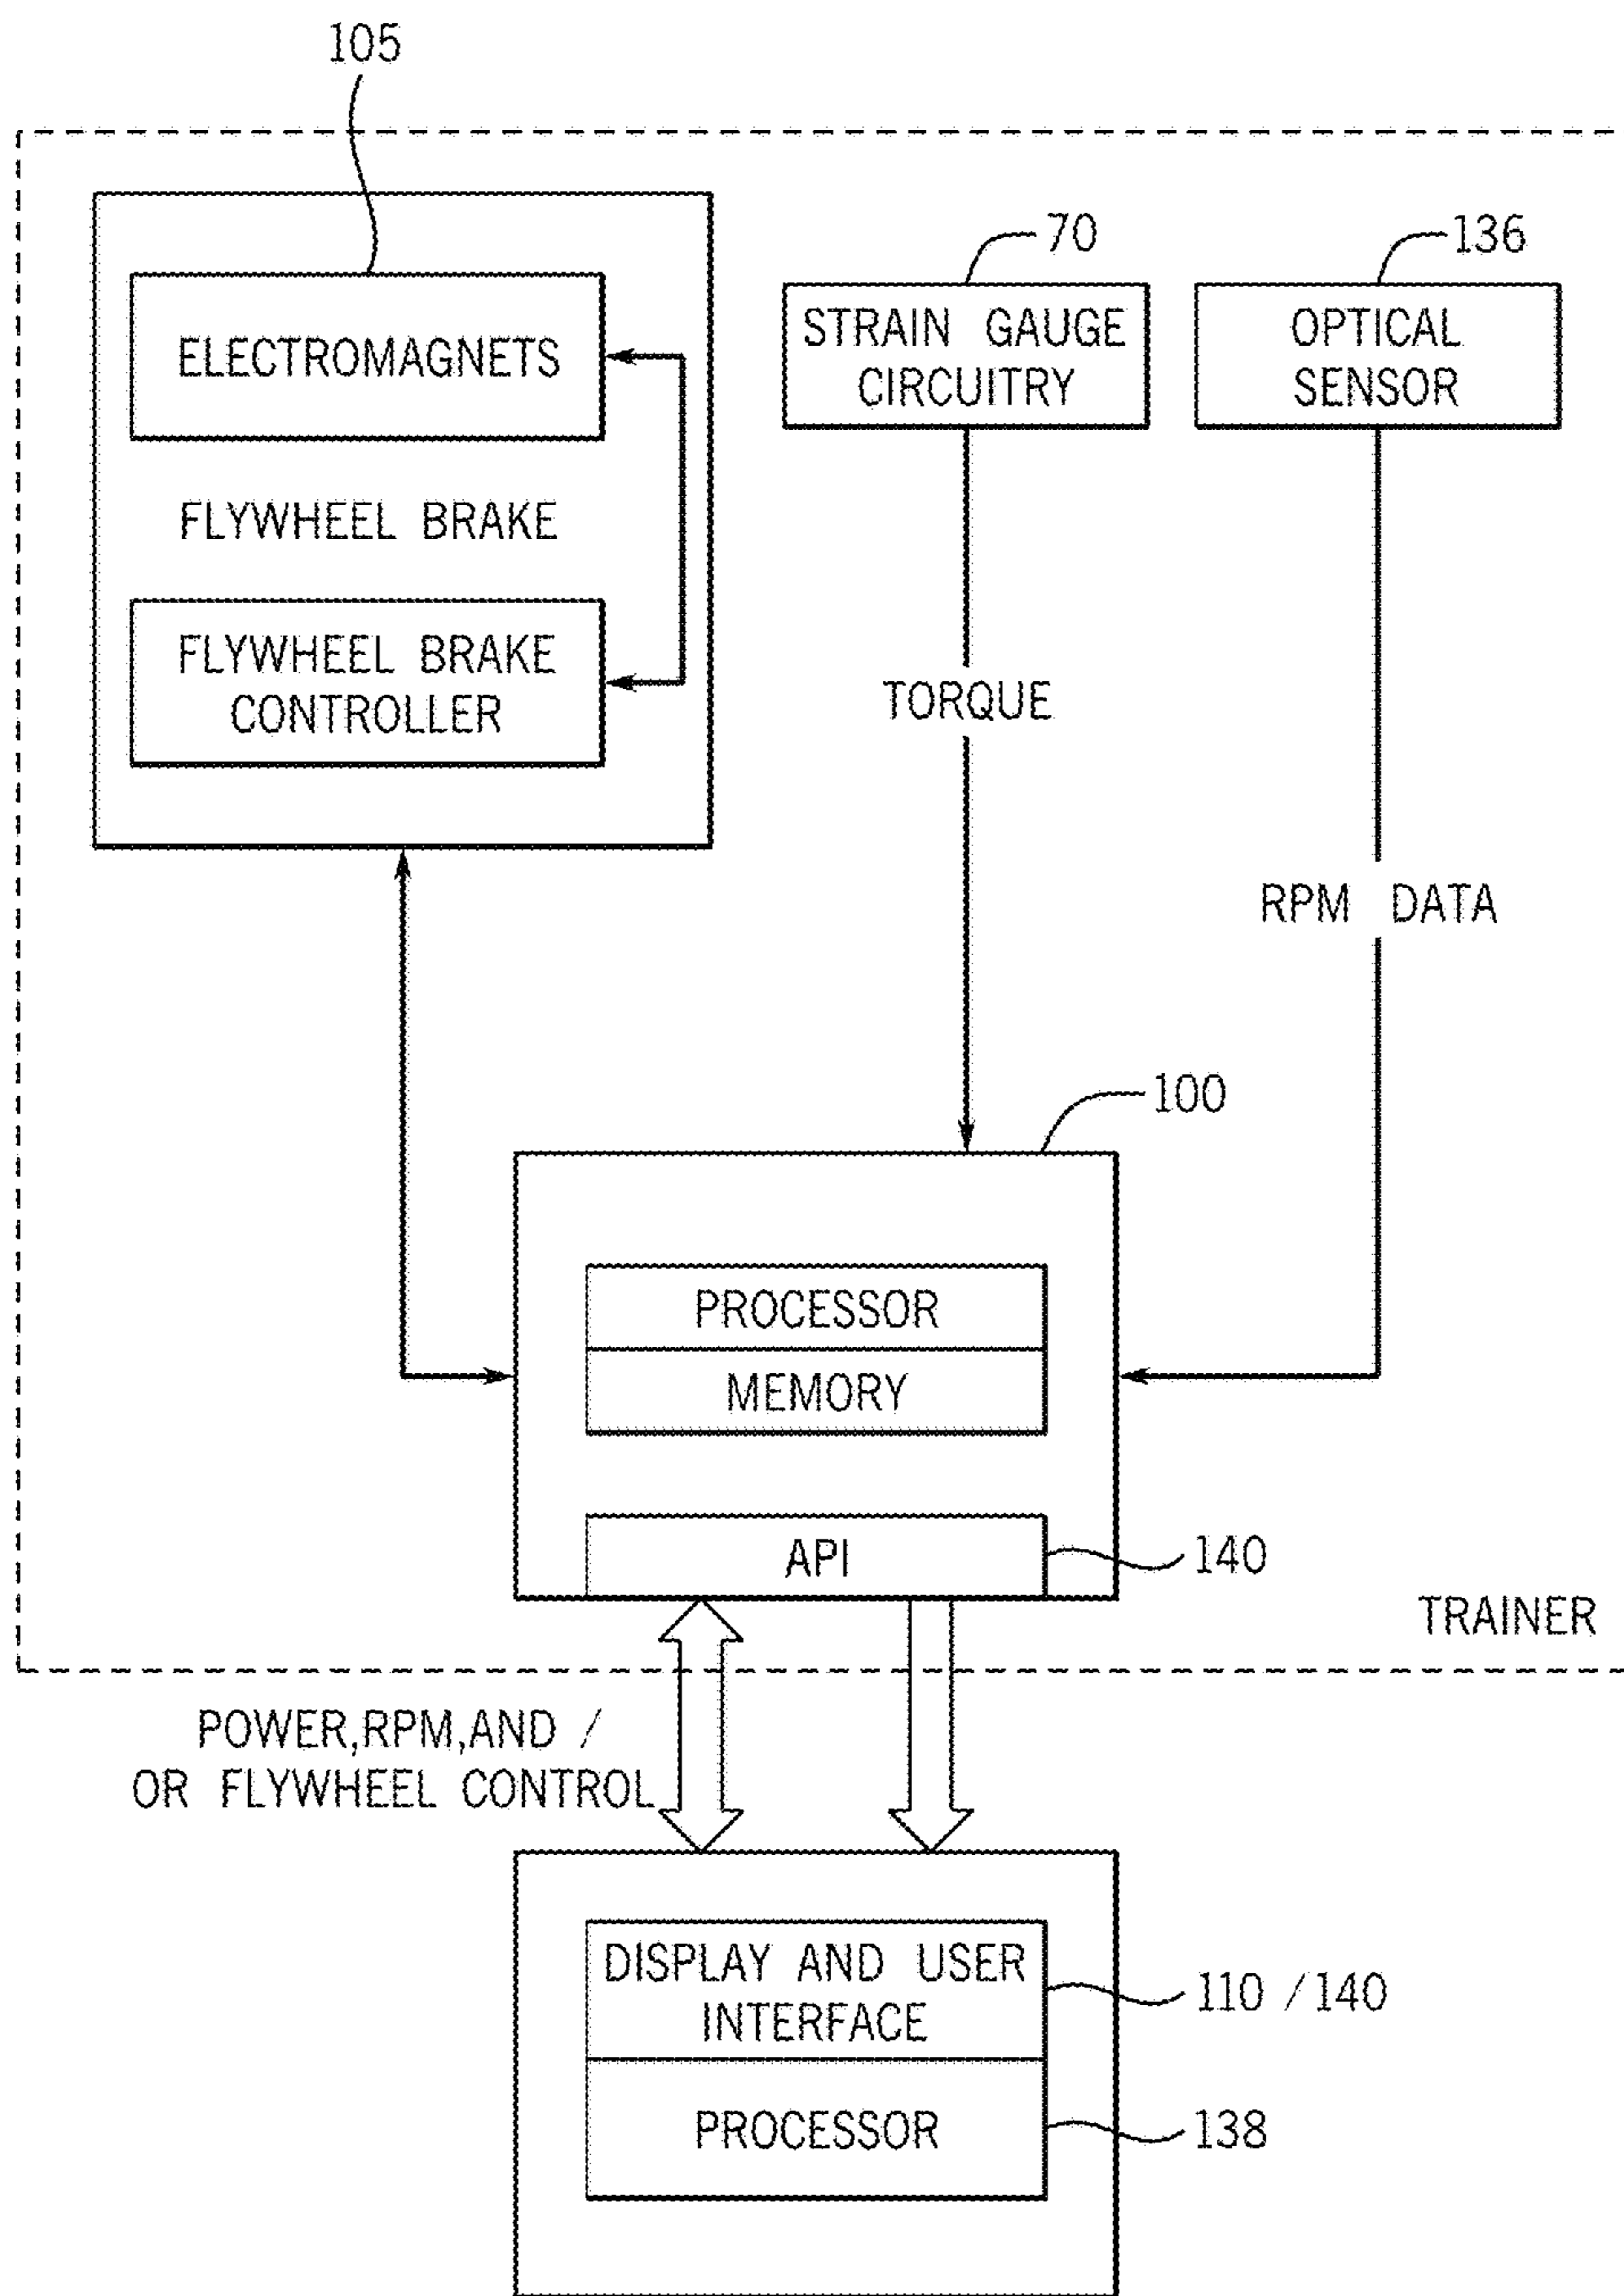 105
70
136
ELECTROMAGNETS
STRAIN GAUGE
CIRCUITRY
OPTICAL
SENSOR
FLYWHEEL BRAKE
FLYWHEEL BRAKE
CONTROLLER
TORQUE
RPM DATA
100
PROCESSOR
MEMORY
API
140
TRAINER
POWER,RPM,AND /
OR FLYWHEEL CONTROL
DISPLAY AND USER
INTERFACE
110 /140
PROCESSOR
138